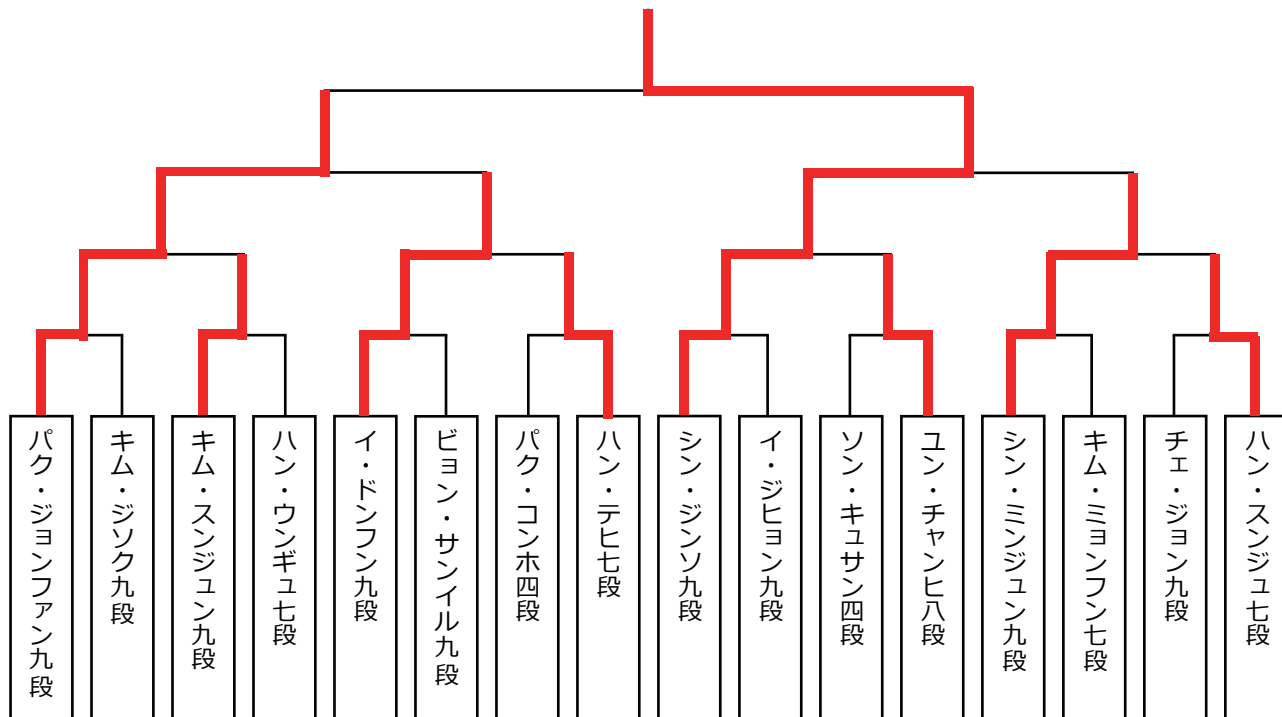 パク・ジョンファン九段
キム・ジソク九段
キム・スンジュン九段
ハン・ウンギュ七段
イ・ドンフン九段
ビョン・サンイル九段
パク・コンホ四段
ハン・テヒ七段
シン・ジンソ九段
イ・ジヒョン九段
ソン・キュサン四段
ユン・チャンヒ八段
シン・ミンジュン九段
キム・ミョンフン七段
チェ・ジョン九段
ハン・スンジュ七段